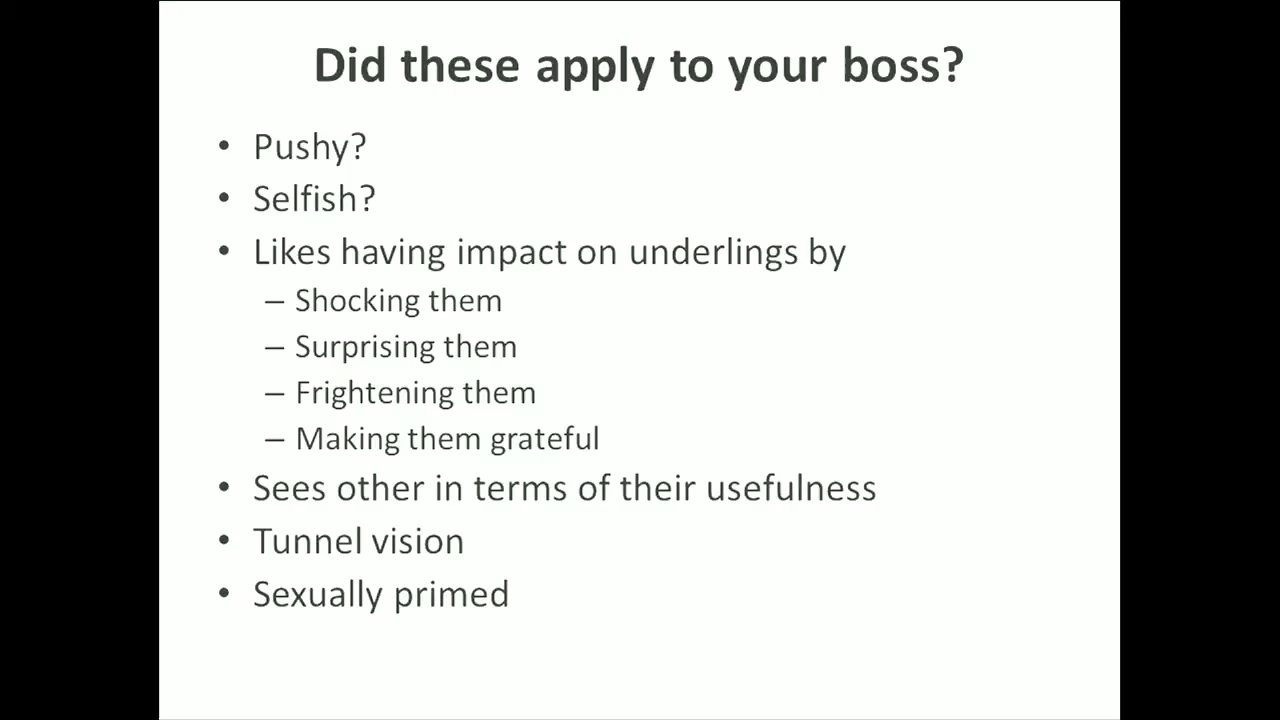 Did these apply to your boss?
• Pushy?
• Selfish?
• Likes having impact on underlings by
– Shocking them
– Surprising them
– Frightening them
– Making them grateful
• Sees other in terms of their usefulness
• Tunnel vision
• Sexually primed